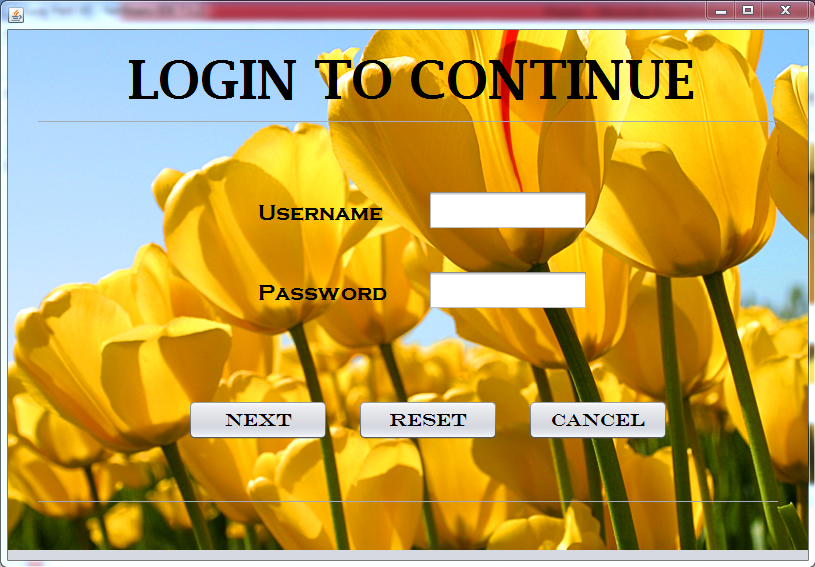 LOGIN TO CONTINUE
Username
Password
NEXT RESET CANCEL